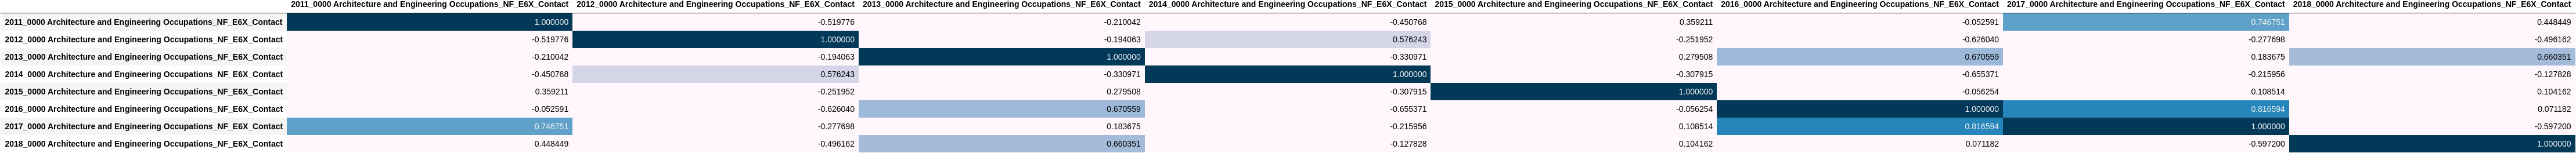 2011_0000 Architecture and Engineering Occupations_NF_E6X_Contact 2012_0000 Architecture and Engineering Occupations_NF_E6X_Contact 2013_0000 Architecture and Engineering Occupations_NF_E6X_Contact 2014_0000 Architecture and Engineering Occupations_NF_E6X_Contact 2015_0000 Architecture and Engineering Occupations_NF_E6X_Contact 2016_0000 Architecture and Engineering Occupations_NF_E6X_Contact 2017_0000 Architecture and Engineering Occupations_NF_E6X_Contact 2018_0000 Architecture and Engineering Occupations_NF_E6X_Contact
2011_0000 Architecture and Engineering Occupations_NF_E6X_Contact 1.000000 -0.519776 -0.210042 -0.450768 0.359211 -0.052591 0.746751 0.448449
2012_0000 Architecture and Engineering Occupations_NF_E6X_Contact -0.519776 1.000000 -0.194063 0.576243 -0.251952 -0.626040 -0.277698 -0.496162
2013_0000 Architecture and Engineering Occupations_NF_E6X_Contact -0.210042 -0.194063 1.000000 -0.330971 0.279508 0.670559 0.183675 0.660351
2014_0000 Architecture and Engineering Occupations_NF_E6X_Contact -0.450768 0.576243 -0.330971 1.000000 -0.307915 -0.655371 -0.215956 -0.127828
2015_0000 Architecture and Engineering Occupations_NF_E6X_Contact 0.359211 -0.251952 0.279508 -0.307915 1.000000 -0.056254 0.108514 0.104162
2016_0000 Architecture and Engineering Occupations_NF_E6X_Contact -0.052591 -0.626040 0.670559 -0.655371 -0.056254 1.000000 0.816594 0.071182
2017_0000 Architecture and Engineering Occupations_NF_E6X_Contact 0.746751 -0.277698 0.183675 -0.215956 0.108514 0.816594 1.000000 -0.597200
2018_0000 Architecture and Engineering Occupations_NF_E6X_Contact 0.448449 -0.496162 0.660351 -0.127828 0.104162 0.071182 -0.597200 1.000000